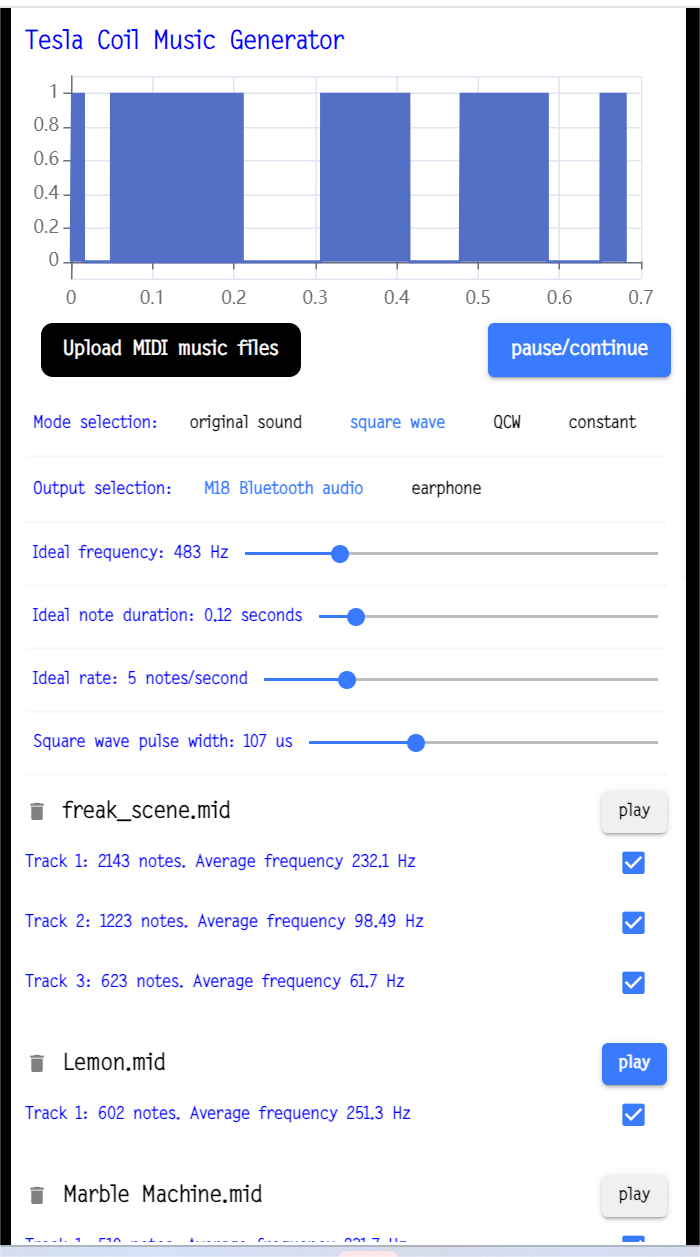 Tesla Coil Music Generator
1
0.8
0.6
0.4
0.2
0
0 0.1 0.2 0.3 0.4 0.5 0.6 0.7
Upload MIDI music files pause/continue
Mode selection: original sound square wave QCW constant
Output selection: M18 Bluetooth audio earphone
Ideal frequency: 483 Hz
Ideal note duration: 0.12 seconds
Ideal rate: 5 notes/second
Square wave pulse width: 107 us
freak_scene.mid play
Track 1: 2143 notes. Average frequency 232.1 Hz
Track 2: 1223 notes. Average frequency 98.49 Hz
Track 3: 623 notes. Average frequency 61.7 Hz
Lemon.mid play
Track 1: 602 notes. Average frequency 251.3 Hz
Marble Machine.mid play